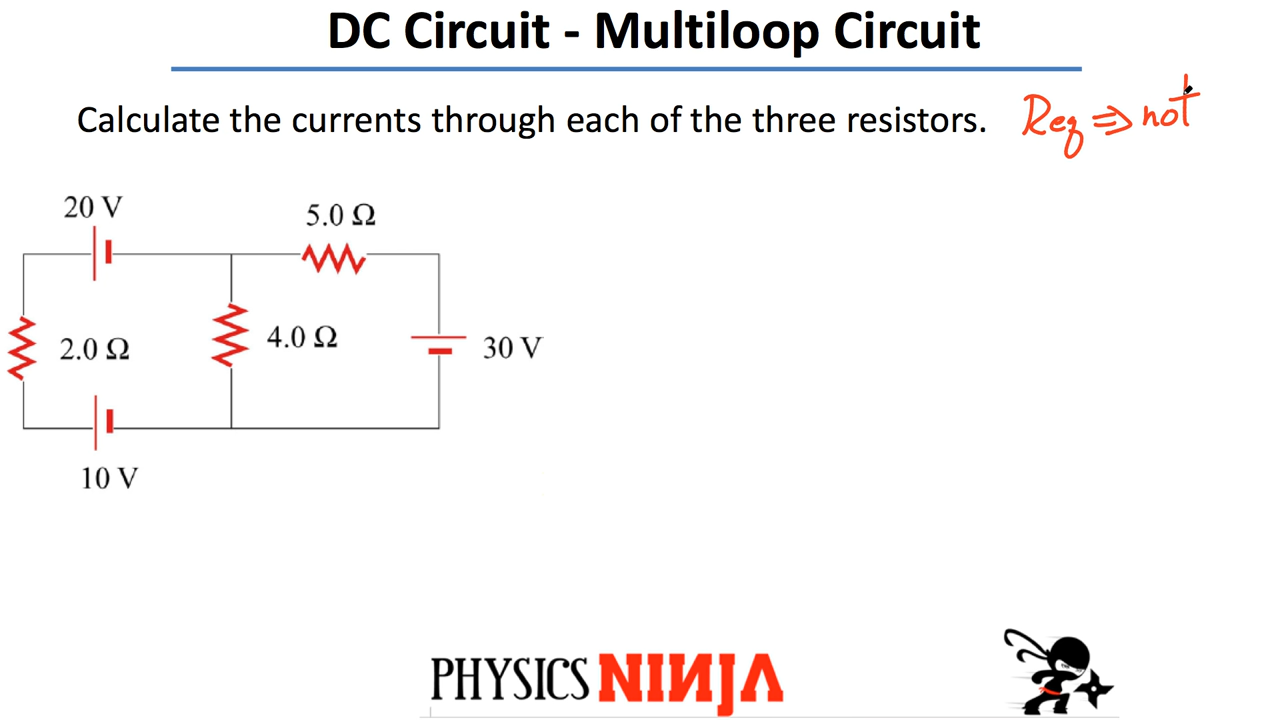 DC Circuit - Multiloop Circuit
Calculate the currents through each of the three resistors. Req ⇒ not
20 V
5.0 Ω
2.0 Ω
4.0 Ω
30 V
10 V
PHYSICS NINJA